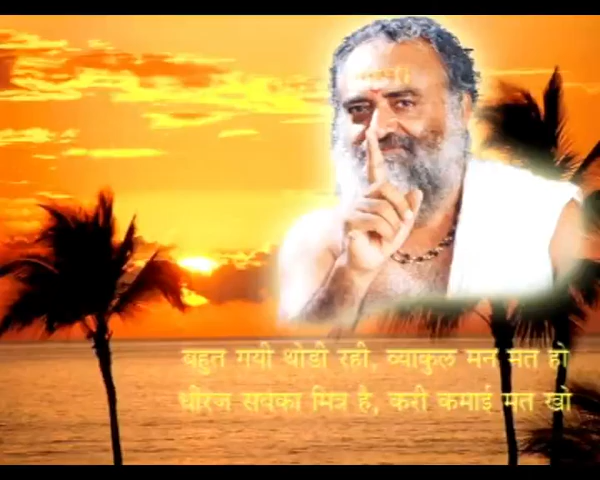 बहुत गयी थोडी रही, व्याकुल मन मत हो
धीरज सबका मित्र है, करी कमाई मत खो